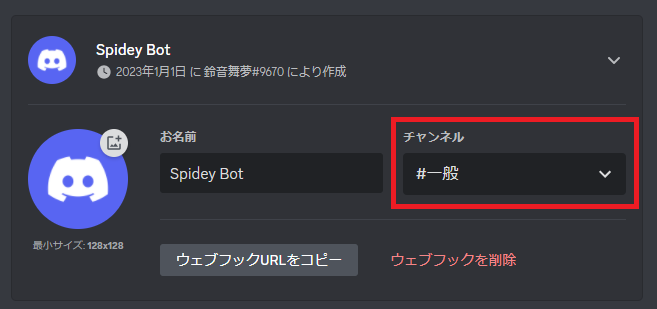 Spidey Bot
2023年1月1日 に 鈴音舞夢#9670 により作成
お名前
チャンネル
Spidey Bot
#一般
最小サイズ: 128x128
ウェブフックURLをコピー
ウェブフックを削除